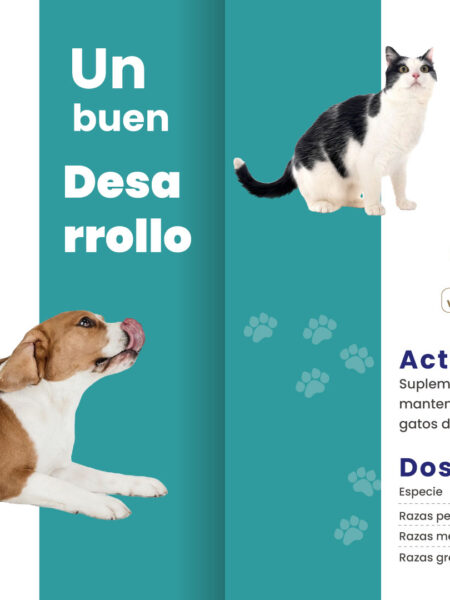 Un
buen
Desa
rrollo
Act
Suplem
manten
gatos d
Dos
Especie
Razas pe
Razas me
Razas gr